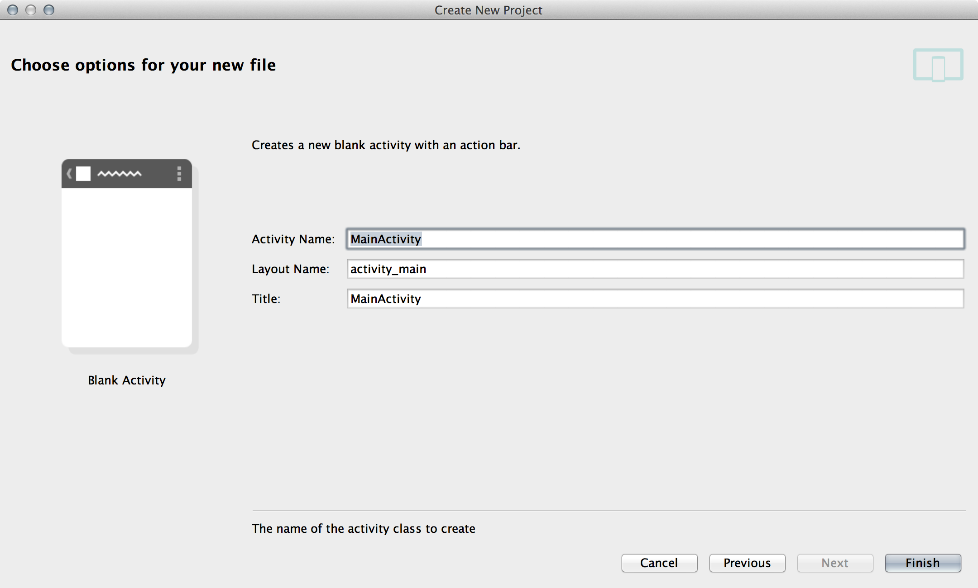 Create New Project
Choose options for your new file
Creates a new blank activity with an action bar.
Activity Name: MainActivity
Layout Name: activity_main
Title: MainActivity
Blank Activity
The name of the activity class to create
Cancel Previous Next Finish